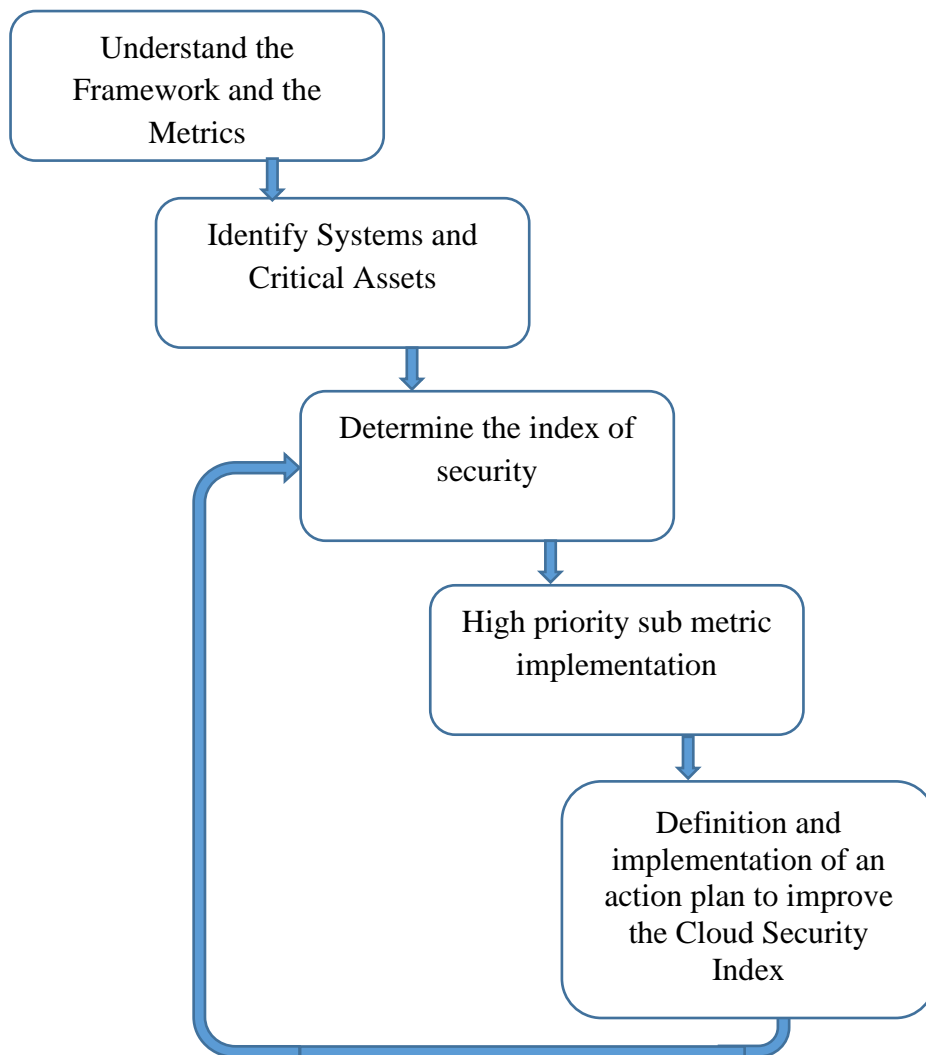 Understand the
Framework and the
Metrics
Identify Systems and
Critical Assets
Determine the index of
security
High priority sub metric
implementation
Definition and
implementation of an
action plan to improve
the Cloud Security
Index